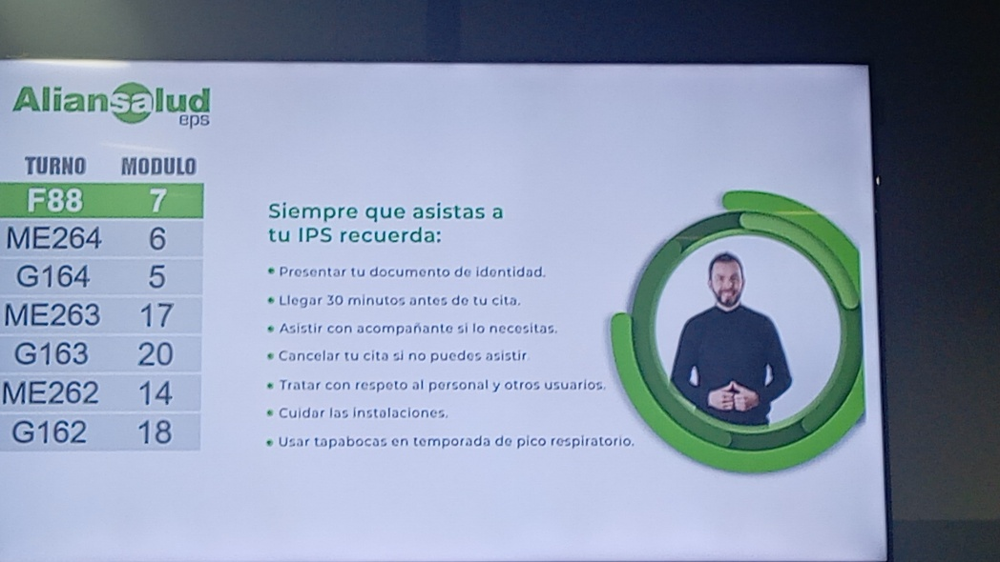 Aliansalud
eps
TURNO MODULO
F88 7
ME264 6
G164 5
ME263 17
G163 20
ME262 14
G162 18
Siempre que asistas a
tu IPS recuerda:
• Presentar tu documento de identidad.
• Llegar 30 minutos antes de tu cita.
• Asistir con acompañante si lo necesitas.
• Cancelar tu cita si no puedes asistir.
• Tratar con respeto al personal y otros usuarios.
• Cuidar las instalaciones.
• Usar tapabocas en temporada de pico respiratorio.